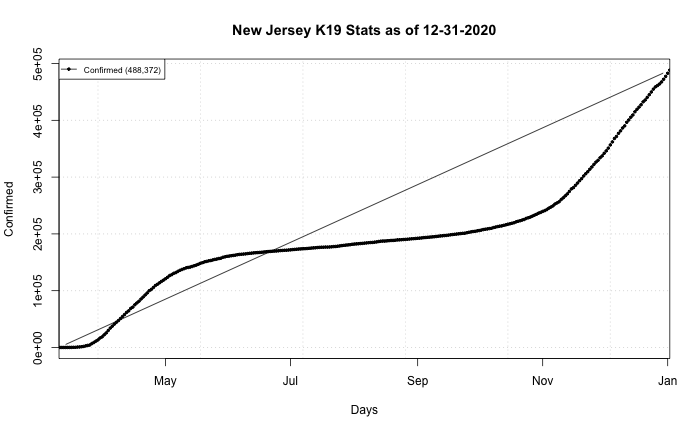 New Jersey K19 Stats as of 12-31-2020
Confirmed (488,372)
5e+05
4e+05
3e+05
2e+05
1e+05
0e+00
Confirmed
May Jul Sep Nov Jan
Days